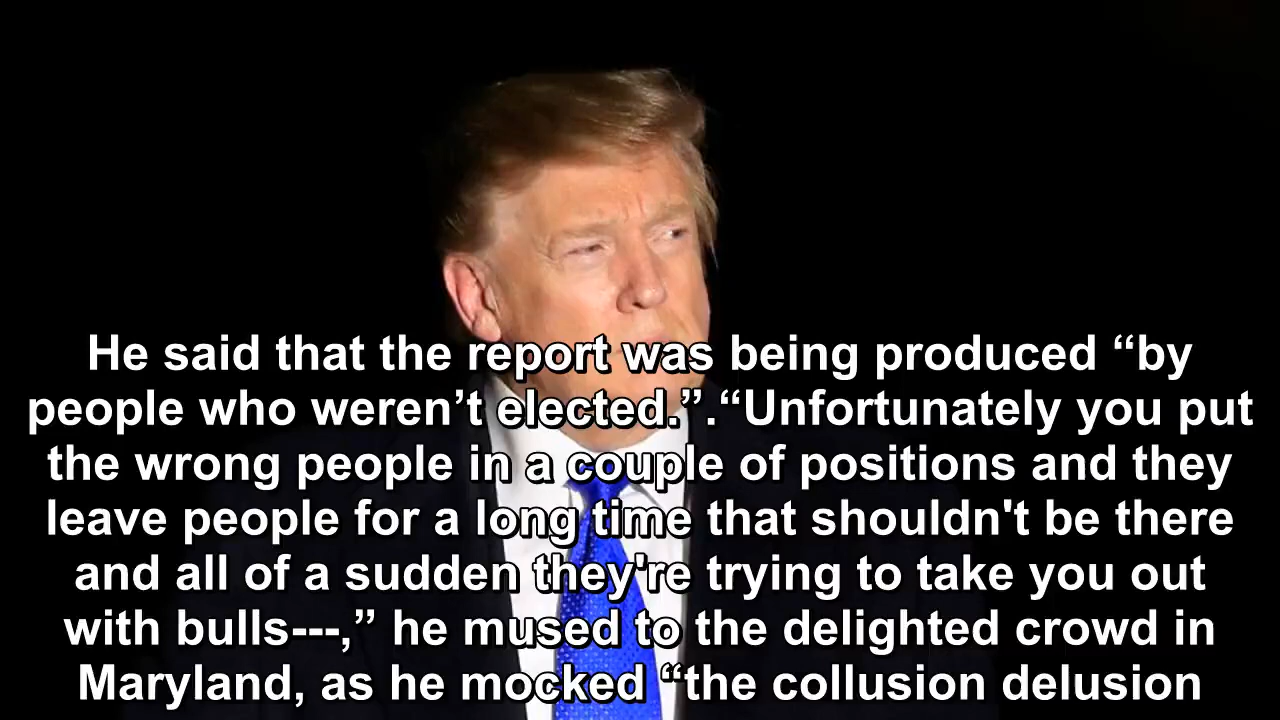 He said that the report was being produced “by
people who weren’t elected.”.“Unfortunately you put
the wrong people in a couple of positions and they
leave people for a long time that shouldn't be there
and all of a sudden they're trying to take you out
with bulls---,” he mused to the delighted crowd in
Maryland, as he mocked “the collusion delusion